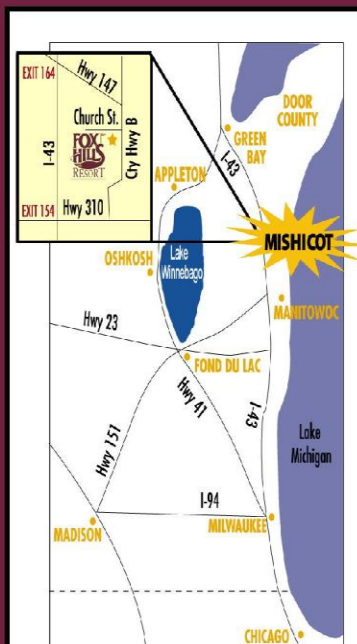 EXIT 164
Hwy 147
Church St.
I-43
FOX
HILLS
RESORT
Cty Hwy B
EXIT 154
Hwy 310
DOOR
COUNTY
GREEN
BAY
I-43
APPLETON
MISHICOT
OSHKOSH
Lake
Winnebago
MANITOWOC
Hwy 23
FOND DU LAC
Hwy 41
I-43
Hwy 151
Lake
Michigan
I-94
MADISON
MILWAUKEE
CHICAGO